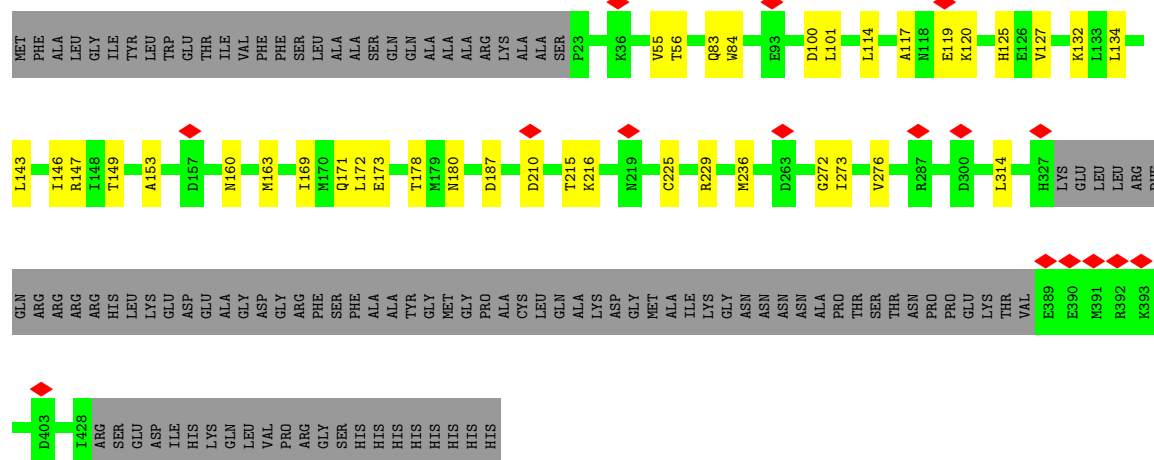 MET PHE ALA LEU GLY ILE TYR LEU TRP GLU THR ILE VAL PHE PHE SER LEU ALA ALA SER GLN GLN ALA ALA ALA ARG LYS ALA ALA SER P23 K36 V55 T56 Q83 W84 E93 D100 L101 L114 A117 N118 E119 K120 H125 E126 V127 K132 L133 L134
L143 I146 R147 I148 T149 A153 D157 N160 M163 I169 M170 Q171 L172 E173 T178 M179 N180 D187 D210 T215 K216 N219 C225 R229 M236 D263 G272 I273 V276 R287 D300 L314 H327 LYS GLU LEU LEU ARG PHE
GLN ARG ARG ARG ARG HIS LEU LYS GLU ASP GLU ALA GLY ASP GLY ARG PHE SER PHE ALA ALA TYR GLY MET GLY PRO ALA CYS LEU GLN ALA LYS ASP GLY MET ALA ILE LYS GLY ASN ASN ASN ASN ALA PRO THR SER THR ASN PRO PRO GLU LYS THR VAL E389 E390 M391 R392 K393
D403 I428 ARG SER GLU ASP ILE HIS LYS GLN LEU VAL PRO ARG GLY SER HIS HIS HIS HIS HIS HIS HIS HIS